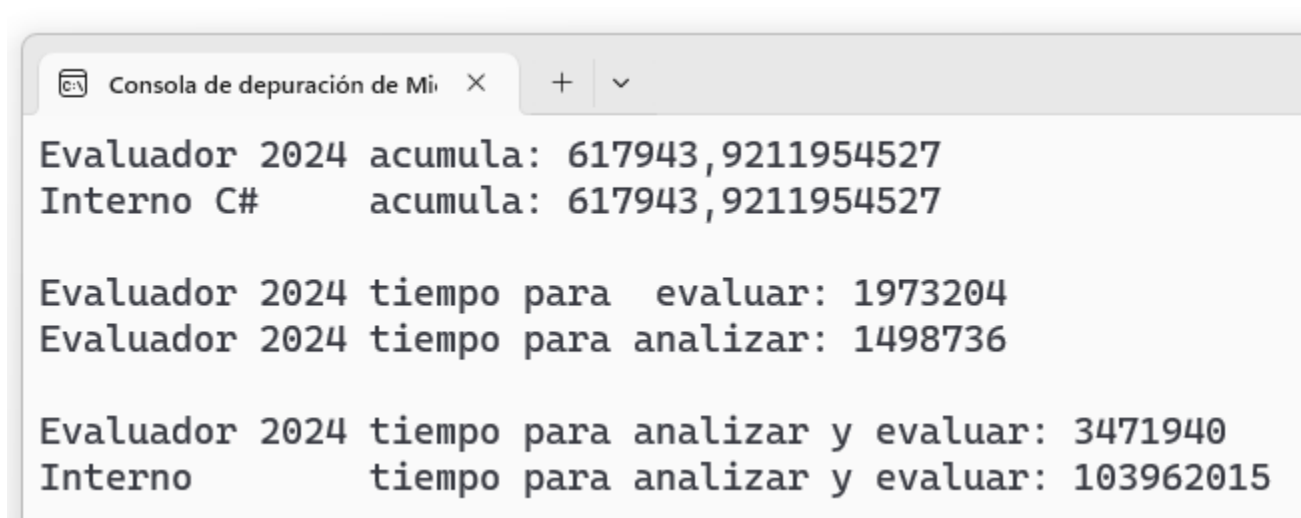 Consola de depuración de Mi
Evaluador 2024 acumula: 617943,9211954527
Interno C#     acumula: 617943,9211954527
Evaluador 2024 tiempo para  evaluar: 1973204
Evaluador 2024 tiempo para analizar: 1498736
Evaluador 2024 tiempo para analizar y evaluar: 3471940
Interno        tiempo para analizar y evaluar: 103962015